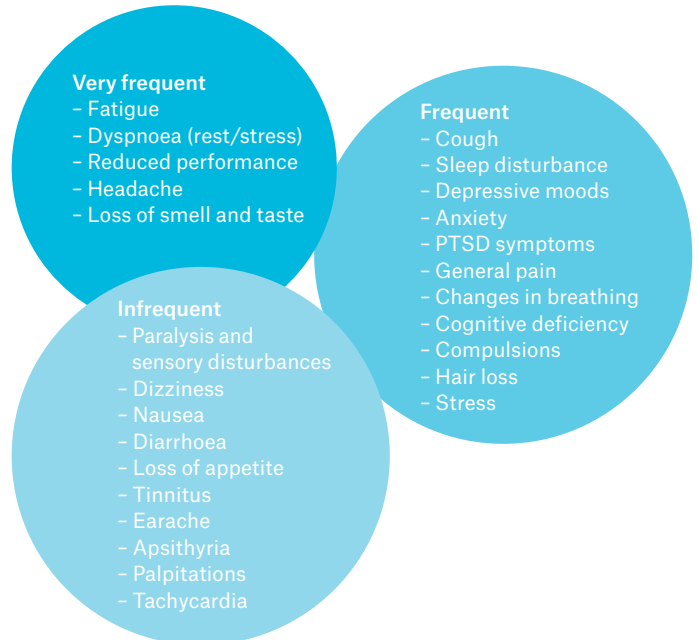 Very frequent
– Fatigue
– Dyspnoea (rest/stress)
– Reduced performance
– Headache
– Loss of smell and taste
Frequent
– Cough
– Sleep disturbance
– Depressive moods
– Anxiety
– PTSD symptoms
– General pain
– Changes in breathing
– Cognitive deficiency
– Compulsions
– Hair loss
– Stress
Infrequent
– Paralysis and
sensory disturbances
– Dizziness
– Nausea
– Diarrhoea
– Loss of appetite
– Tinnitus
– Earache
– Apsithyria
– Palpitations
– Tachycardia